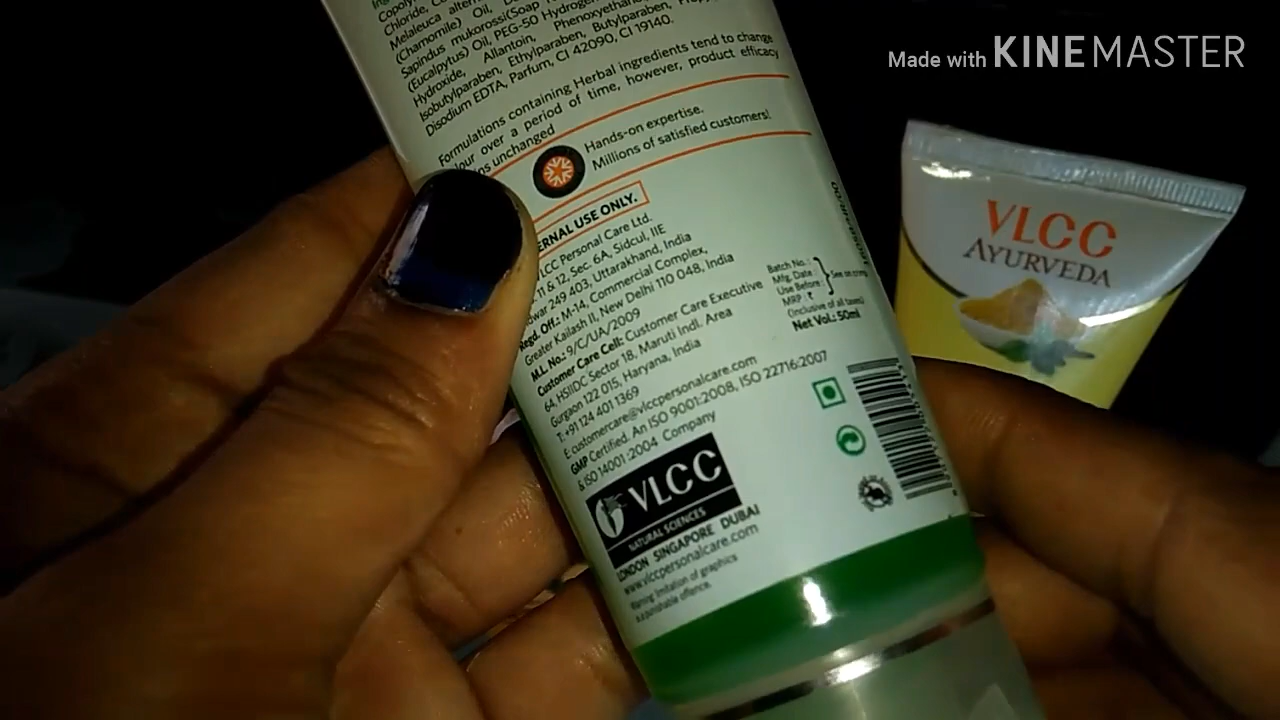 Made with KINEMASTER
Chloride,
Melaleuca
(Chamomile) Oil,
Sapindus mukorossi(Soap
(Eucalyptus) Oil, PEG-50
Hydroxide, Allantoin, Phenoxyethanol,
Isobutylparaben, Ethylparaben, Butylparaben,
Disodium EDTA, Parfum, CI 42090, CI 19140.
Formulations containing Herbal ingredients tend to change
lour over a period of time, however, product efficacy
ns unchanged
Hands-on expertise.
Millions of satisfied customers!
ERNAL USE ONLY.
LCC Personal Care Ltd.
11 & 12, Sec. 6A, Sidcul, IIE
war 249 403, Uttarakhand, India
Regd. Off.: M-14, Commercial Complex,
Greater Kailash II, New Delhi 110 048, India
M.L. No.: 9/C/UA/2009
Customer Care Cell: Customer Care Executive
64, HSIIDC Sector 18, Maruti Indl. Area
Gurgaon 122 015, Haryana, India
T: +91 124 401 1369
E: customercare@vlccpersonalcare.com
GMP Certified. An ISO 9001:2008, ISO 22716:2007
& ISO 14001:2004 Company
Batch No.:
Mfg. Date:
Use Before:
See on crimp
MRP: ₹
(Inclusive of all taxes)
Net Vol.: 50ml
VLCC
NATURAL SCIENCES
LONDON SINGAPORE DUBAI
www.vlccpersonalcare.com
Warning: Imitation of graphics
is a punishable offence.
VLCC
AYURVEDA